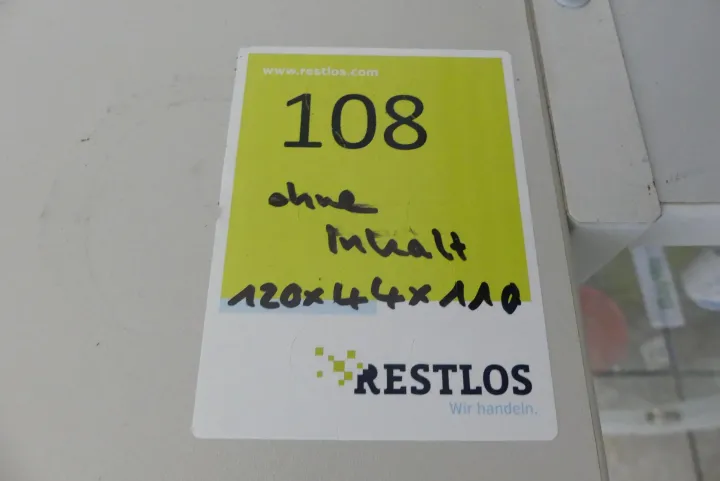 www.restlos.com
108
ohne
Inhalt
120x44x110
RESTLOS
Wir handeln.